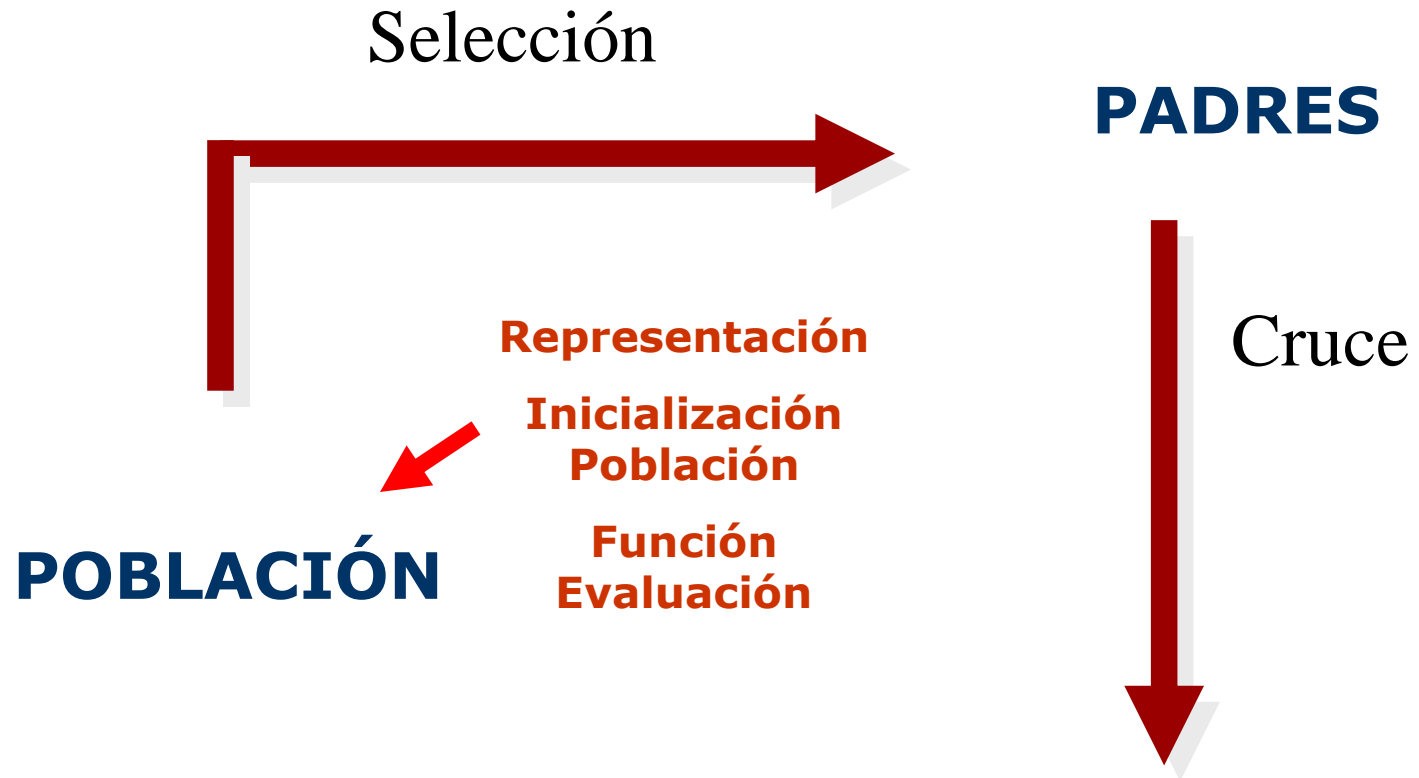 Selección
PADRES
Representación
Cruce
Inicialización
Población
Función
POBLACIÓN
Evaluación